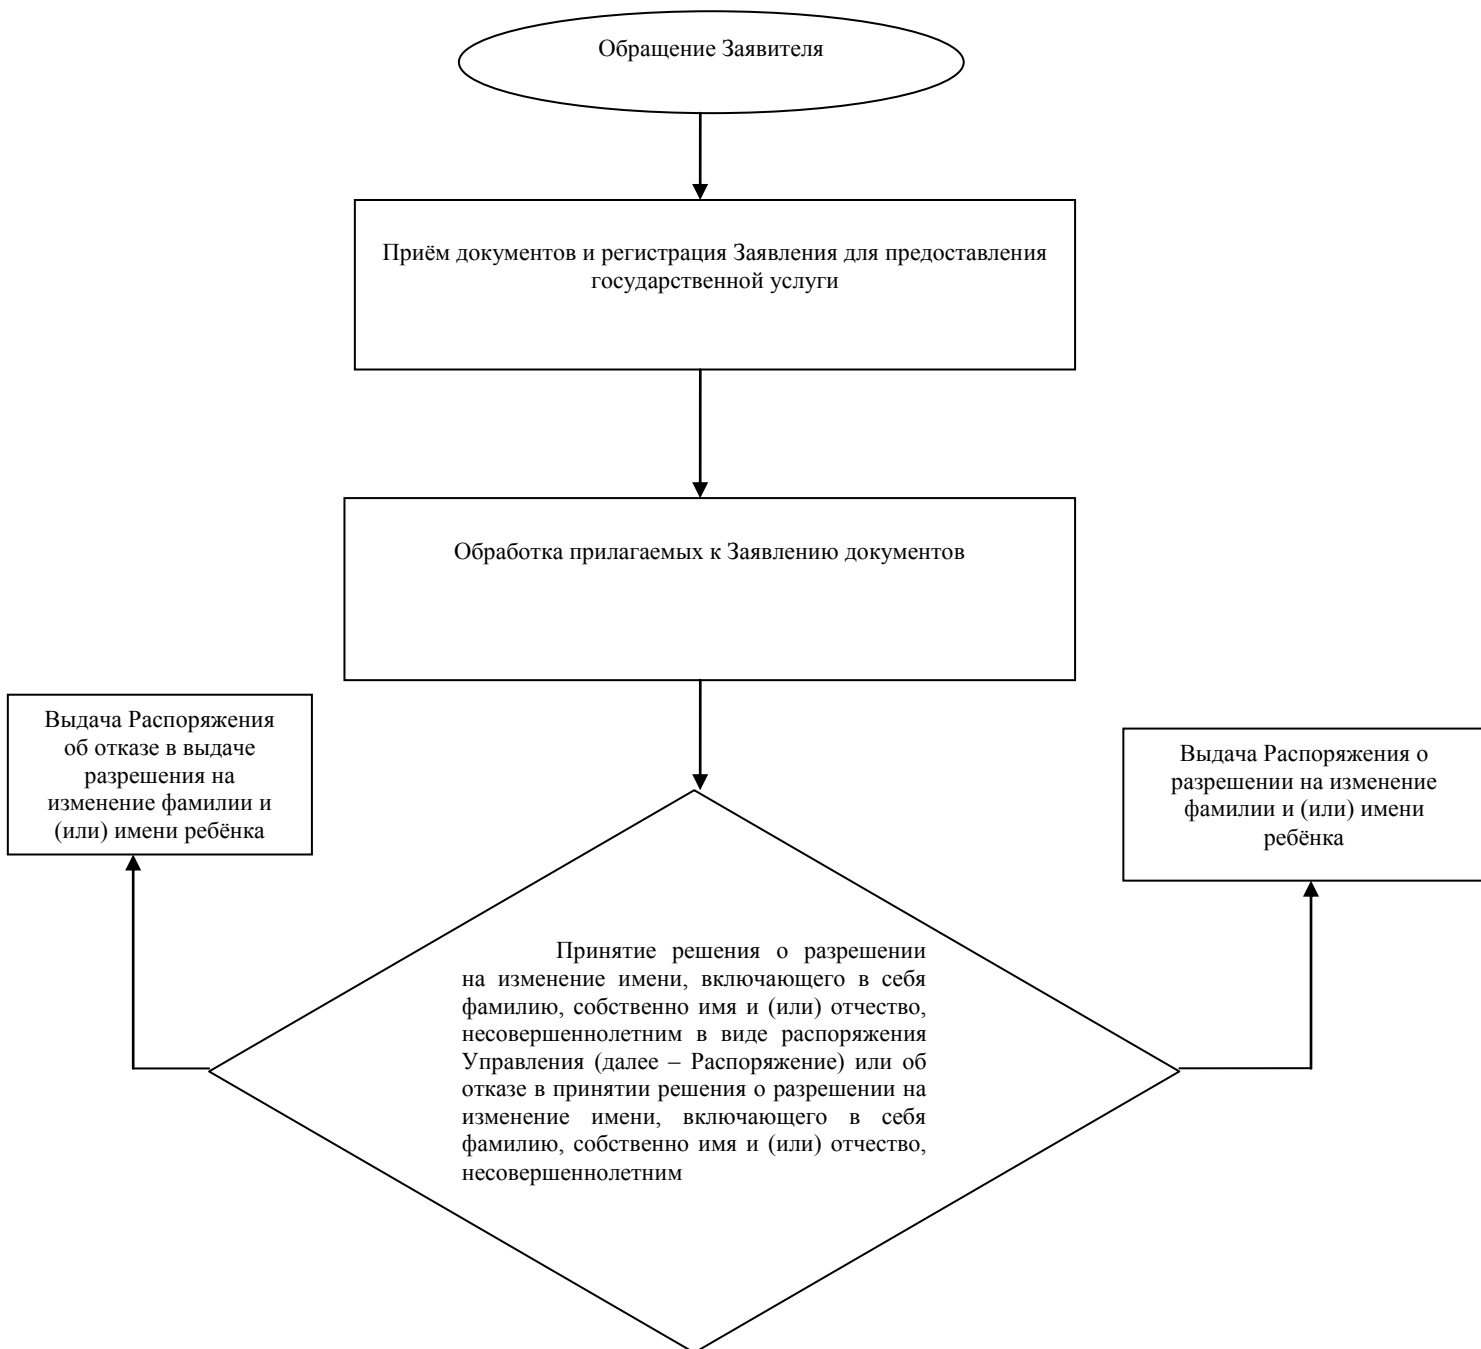 Обращение Заявителя
Приём документов и регистрация Заявления для предоставления
государственной услуги
Обработка прилагаемых к Заявлению документов
Выдача Распоряжения
об отказе в выдаче
разрешения на
изменение фамилии и
(или) имени ребёнка
Выдача Распоряжения о
разрешении на изменение
фамилии и (или) имени
ребёнка
Принятие решения о разрешении
на изменение имени, включающего в себя
фамилию, собственно имя и (или) отчество,
несовершеннолетним в виде распоряжения
Управления (далее – Распоряжение) или об
отказе в принятии решения о разрешении на
изменение имени, включающего в себя
фамилию, собственно имя и (или) отчество,
несовершеннолетним